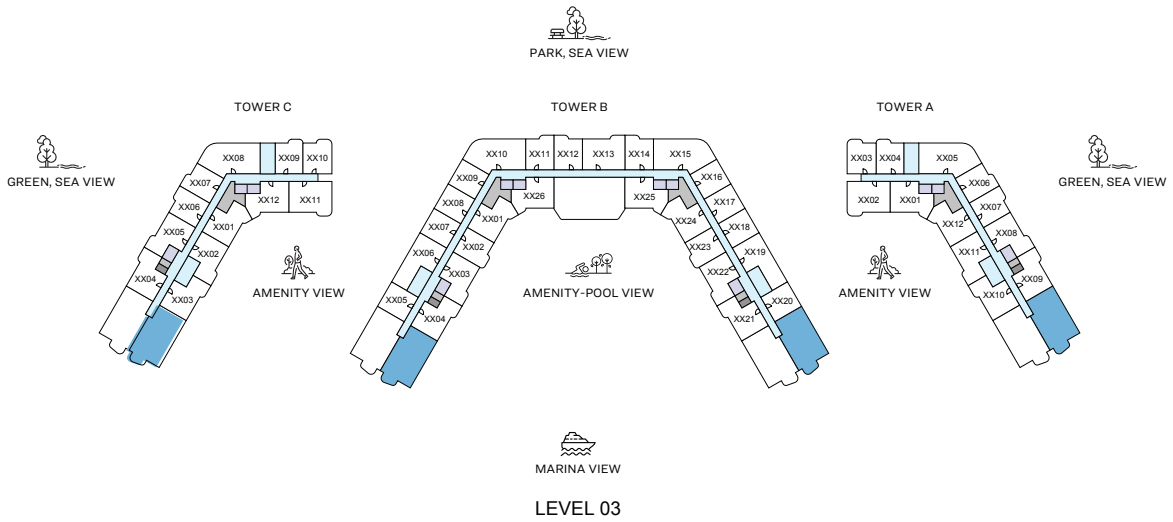 PARK, SEA VIEW
TOWER C
TOWER B
TOWER A
GREEN, SEA VIEW
GREEN, SEA VIEW
XX08
XX09
XX10
XX07
XX06
XX05
XX04
XX12
XX11
XX01
XX02
XX03
XX10
XX11
XX12
XX13
XX14
XX15
XX09
XX08
XX07
XX06
XX05
XX26
XX01
XX02
XX03
XX04
XX25
XX16
XX17
XX18
XX19
XX20
XX24
XX23
XX22
XX21
XX03
XX04
XX05
XX02
XX01
XX06
XX07
XX08
XX09
XX12
XX11
XX10
AMENITY VIEW
AMENITY-POOL VIEW
AMENITY VIEW
MARINA VIEW
LEVEL 03